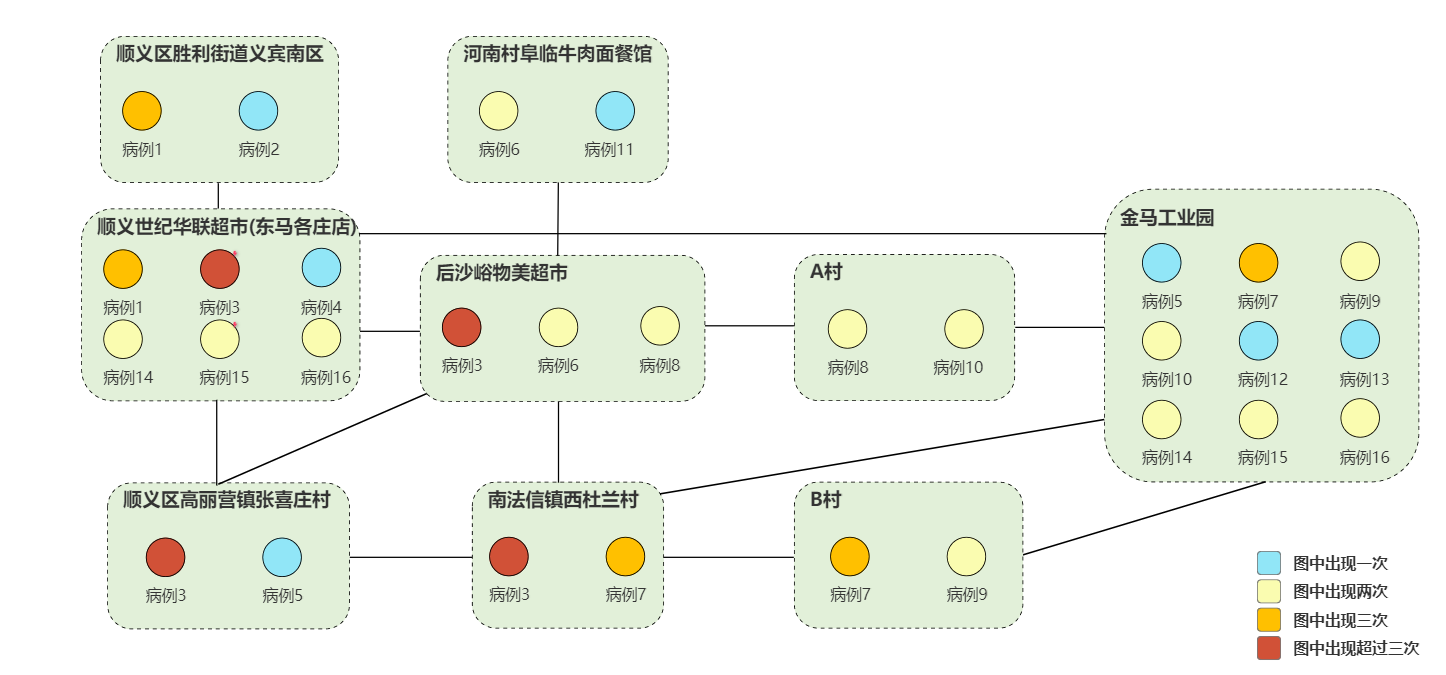 顺义区胜利街道义宾南区
病例1
病例2
河南村阜临牛肉面餐馆
病例6
病例11
顺义世纪华联超市(东马各庄店)
病例1
病例3
病例4
病例14
病例15
病例16
后沙峪物美超市
病例3
病例6
病例8
A村
病例8
病例10
金马工业园
病例5
病例7
病例9
病例10
病例12
病例13
病例14
病例15
病例16
顺义区高丽营镇张喜庄村
病例3
病例5
南法信镇西杜兰村
病例3
病例7
B村
病例7
病例9
图中出现一次
图中出现两次
图中出现三次
图中出现超过三次